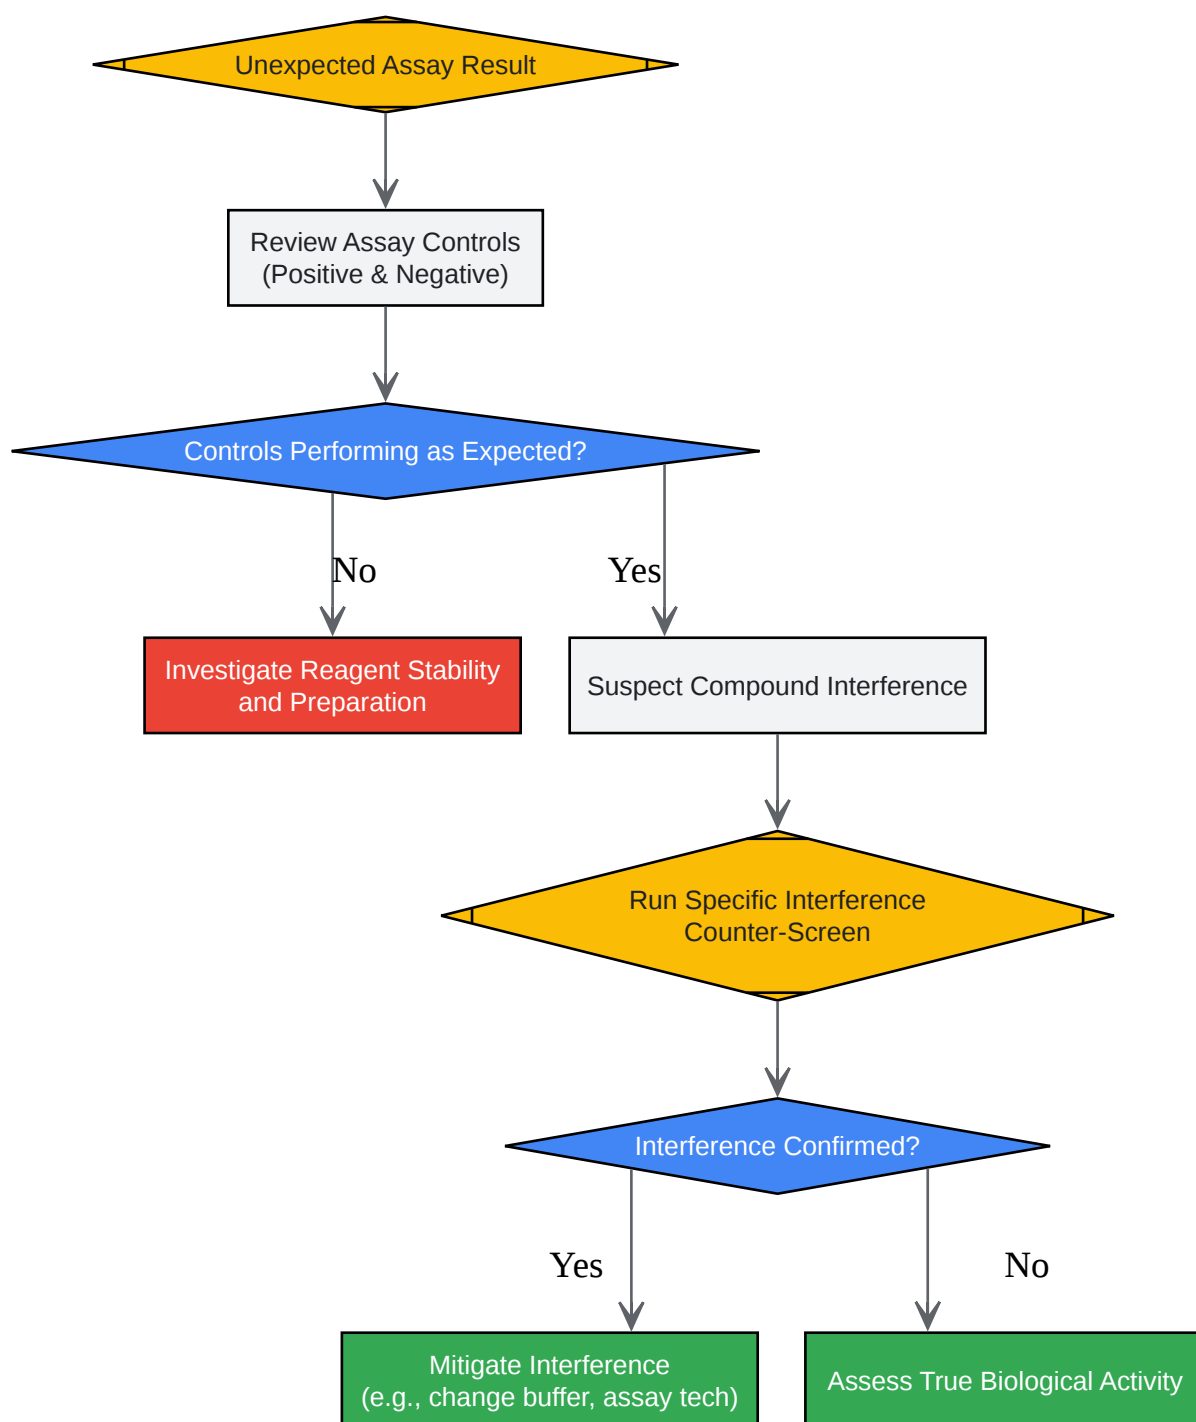 Unexpected Assay Result
Review Assay Controls
(Positive & Negative)
Controls Performing as Expected?
No
Yes
Investigate Reagent Stability
and Preparation
Suspect Compound Interference
Run Specific Interference
Counter-Screen
Interference Confirmed?
Yes
No
Mitigate Interference
(e.g., change buffer, assay tech)
Assess True Biological Activity